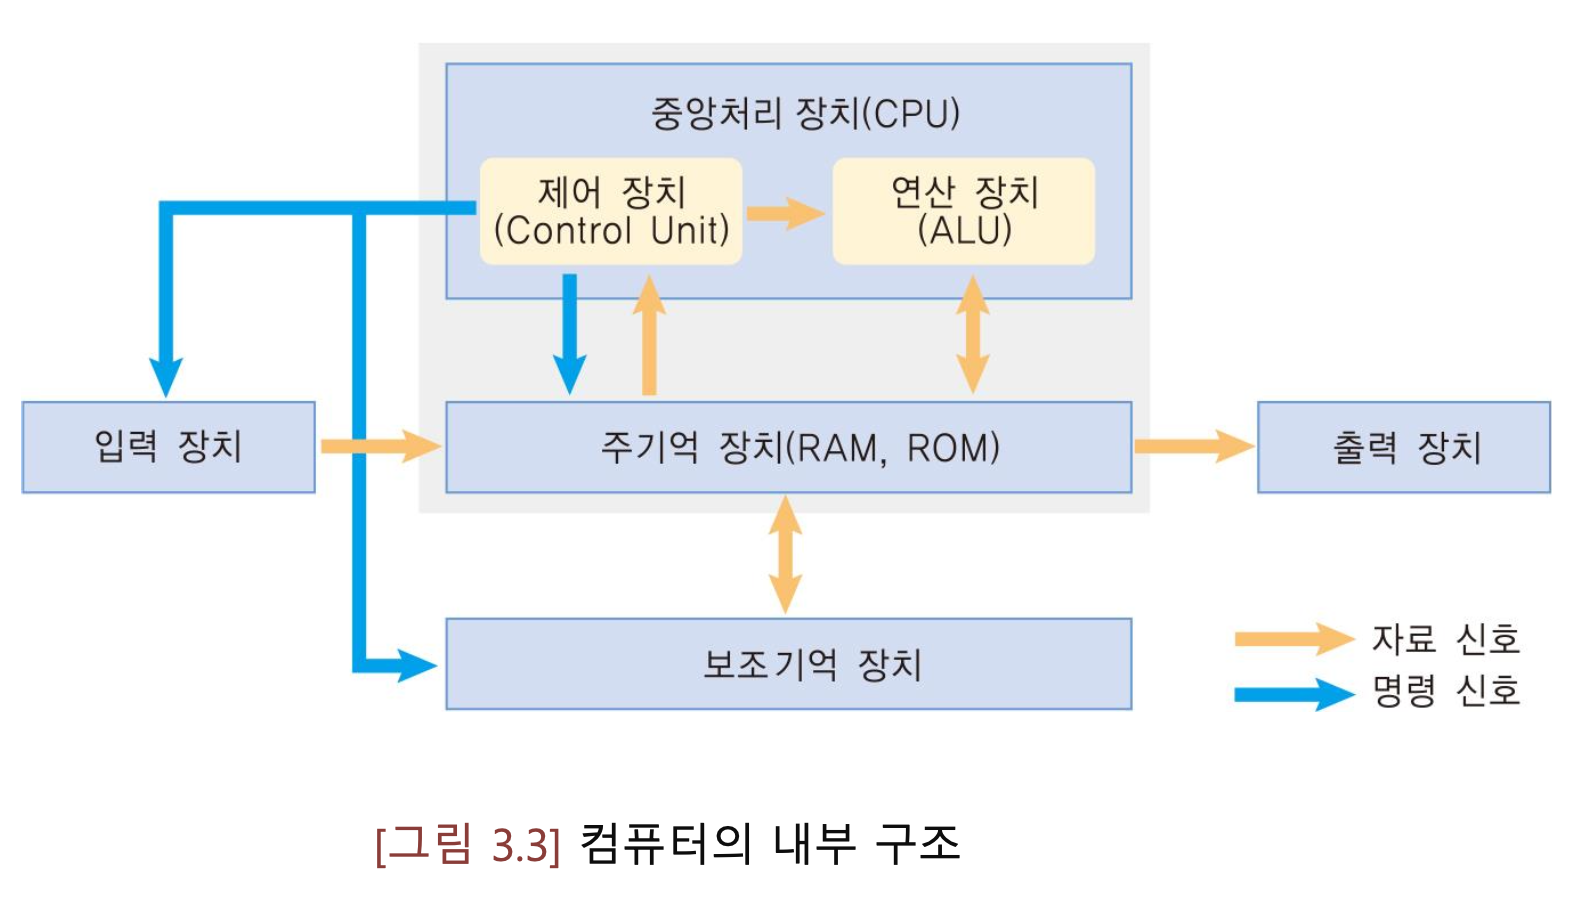 중앙처리 장치(CPU)
제어 장치
(Control Unit)
연산 장치
(ALU)
입력 장치
주기억 장치(RAM, ROM)
출력 장치
보조기억 장치
자료 신호
명령 신호
[그림 3.3] 컴퓨터의 내부 구조